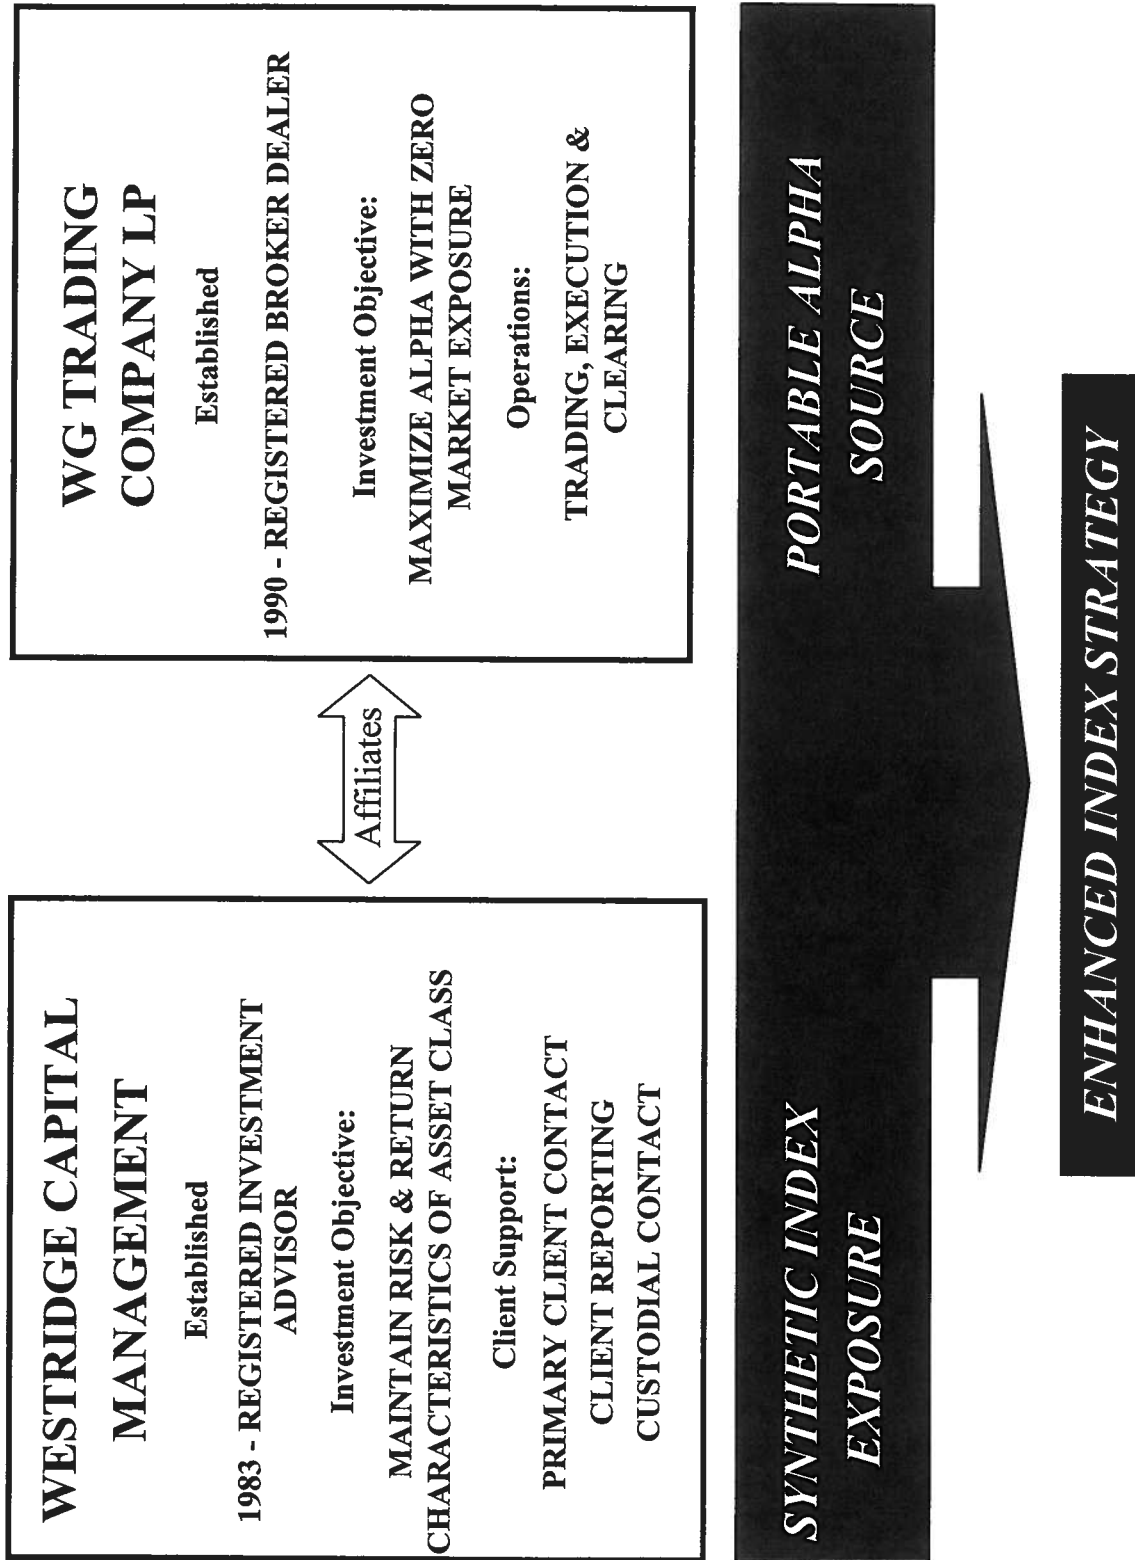 WESTRIDGE CAPITAL
MANAGEMENT
Established
1983 - REGISTERED INVESTMENT
ADVISOR
Investment Objective:
MAINTAIN RISK & RETURN
CHARACTERISTICS OF ASSET CLASS
Client Support:
PRIMARY CLIENT CONTACT
CLIENT REPORTING
CUSTODIAL CONTACT
Affiliates
WG TRADING
COMPANY LP
Established
1990 - REGISTERED BROKER DEALER
Investment Objective:
MAXIMIZE ALPHA WITH ZERO
MARKET EXPOSURE
Operations:
TRADING, EXECUTION &
CLEARING
SYNTHETIC INDEX
EXPOSURE
PORTABLE ALPHA
SOURCE
ENHANCED INDEX STRATEGY